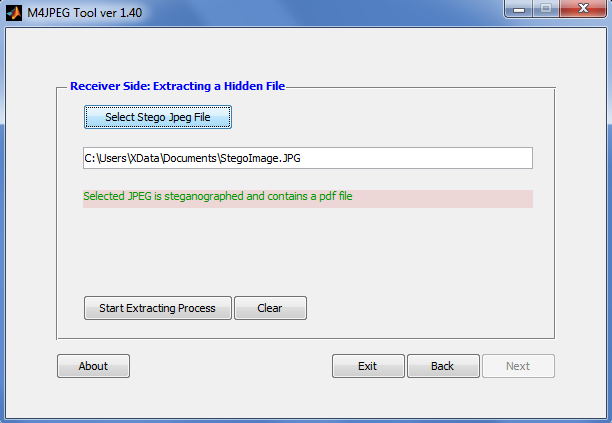 M4JPEG Tool ver 1.40
Receiver Side: Extracting a Hidden File
Select Stego Jpeg File
C:\Users\XData\Documents\StegoImage.JPG
Selected JPEG is steganographed and contains a pdf file
Start Extracting Process Clear
About Exit Back Next